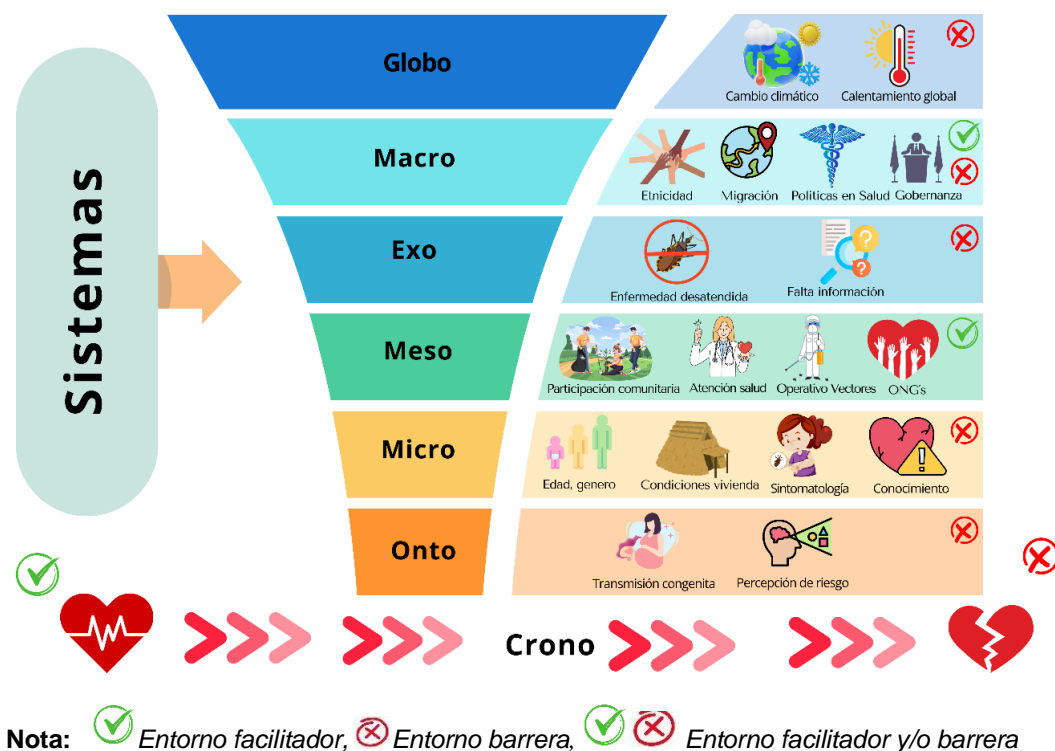 Sistemas
Globo
Cambio climático
Calentamiento global
Macro
Etnicidad
Migración
Políticas en Salud
Gobernanza
Exo
Enfermedad desatendida
Falta información
Meso
Participación comunitaria
Atención salud
Operativo Vectores
ONG's
Micro
Edad, genero
Condiciones vivienda
Sintomatología
Conocimiento
Onto
Transmisión congenita
Percepción de riesgo
Crono
Nota: Entorno facilitador, Entorno barrera, Entorno facilitador y/o barrera